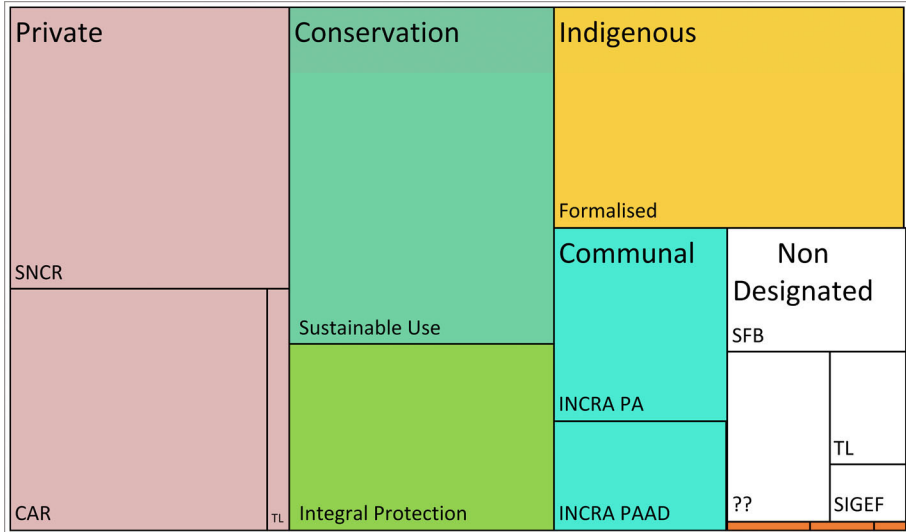 Private
SNCR
CAR
TL
Conservation
Sustainable Use
Integral Protection
Indigenous
Formalised
Communal
INCRA PA
INCRA PAAD
Non
Designated
SFB
??
TL
SIGEF